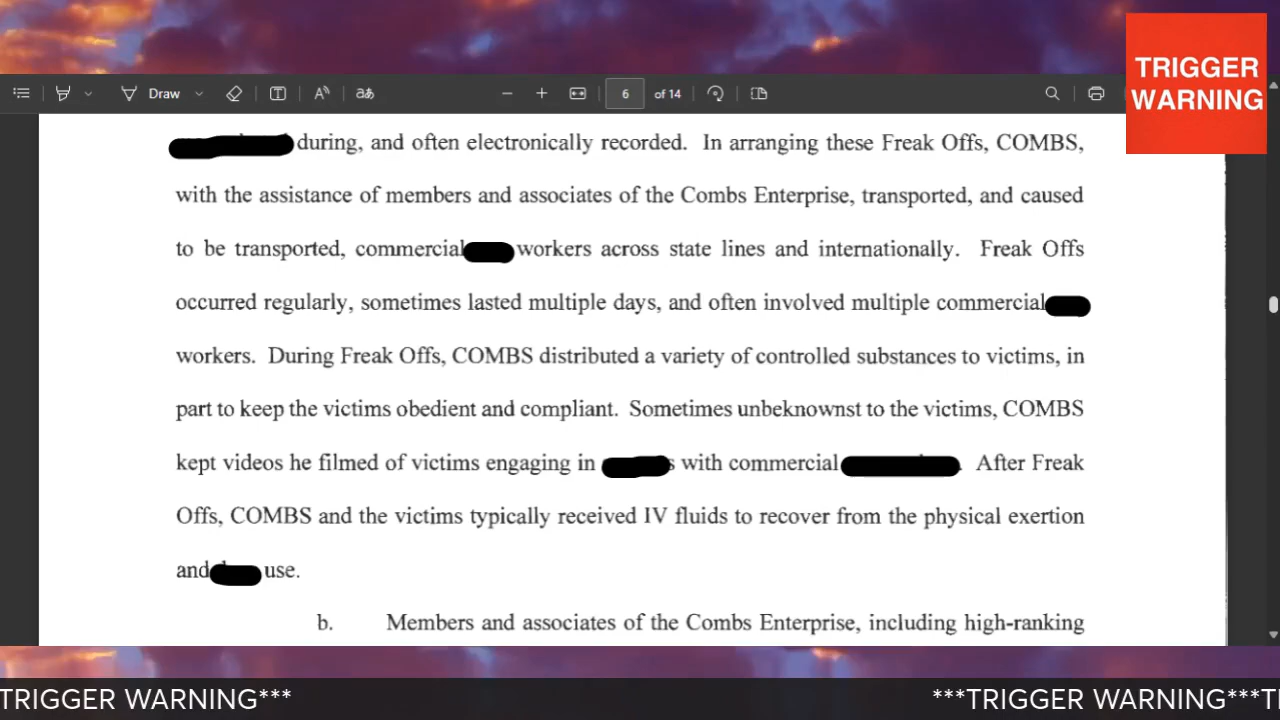 TRIGGER
WARNING
Draw
6 of 14
during, and often electronically recorded. In arranging these Freak Offs, COMBS,
with the assistance of members and associates of the Combs Enterprise, transported, and caused
to be transported, commercial workers across state lines and internationally. Freak Offs
occurred regularly, sometimes lasted multiple days, and often involved multiple commercial
workers. During Freak Offs, COMBS distributed a variety of controlled substances to victims, in
part to keep the victims obedient and compliant. Sometimes unbeknownst to the victims, COMBS
kept videos he filmed of victims engaging in with commercial . After Freak
Offs, COMBS and the victims typically received IV fluids to recover from the physical exertion
and use.
b. Members and associates of the Combs Enterprise, including high-ranking
TRIGGER WARNING*** ***TRIGGER WARNING***